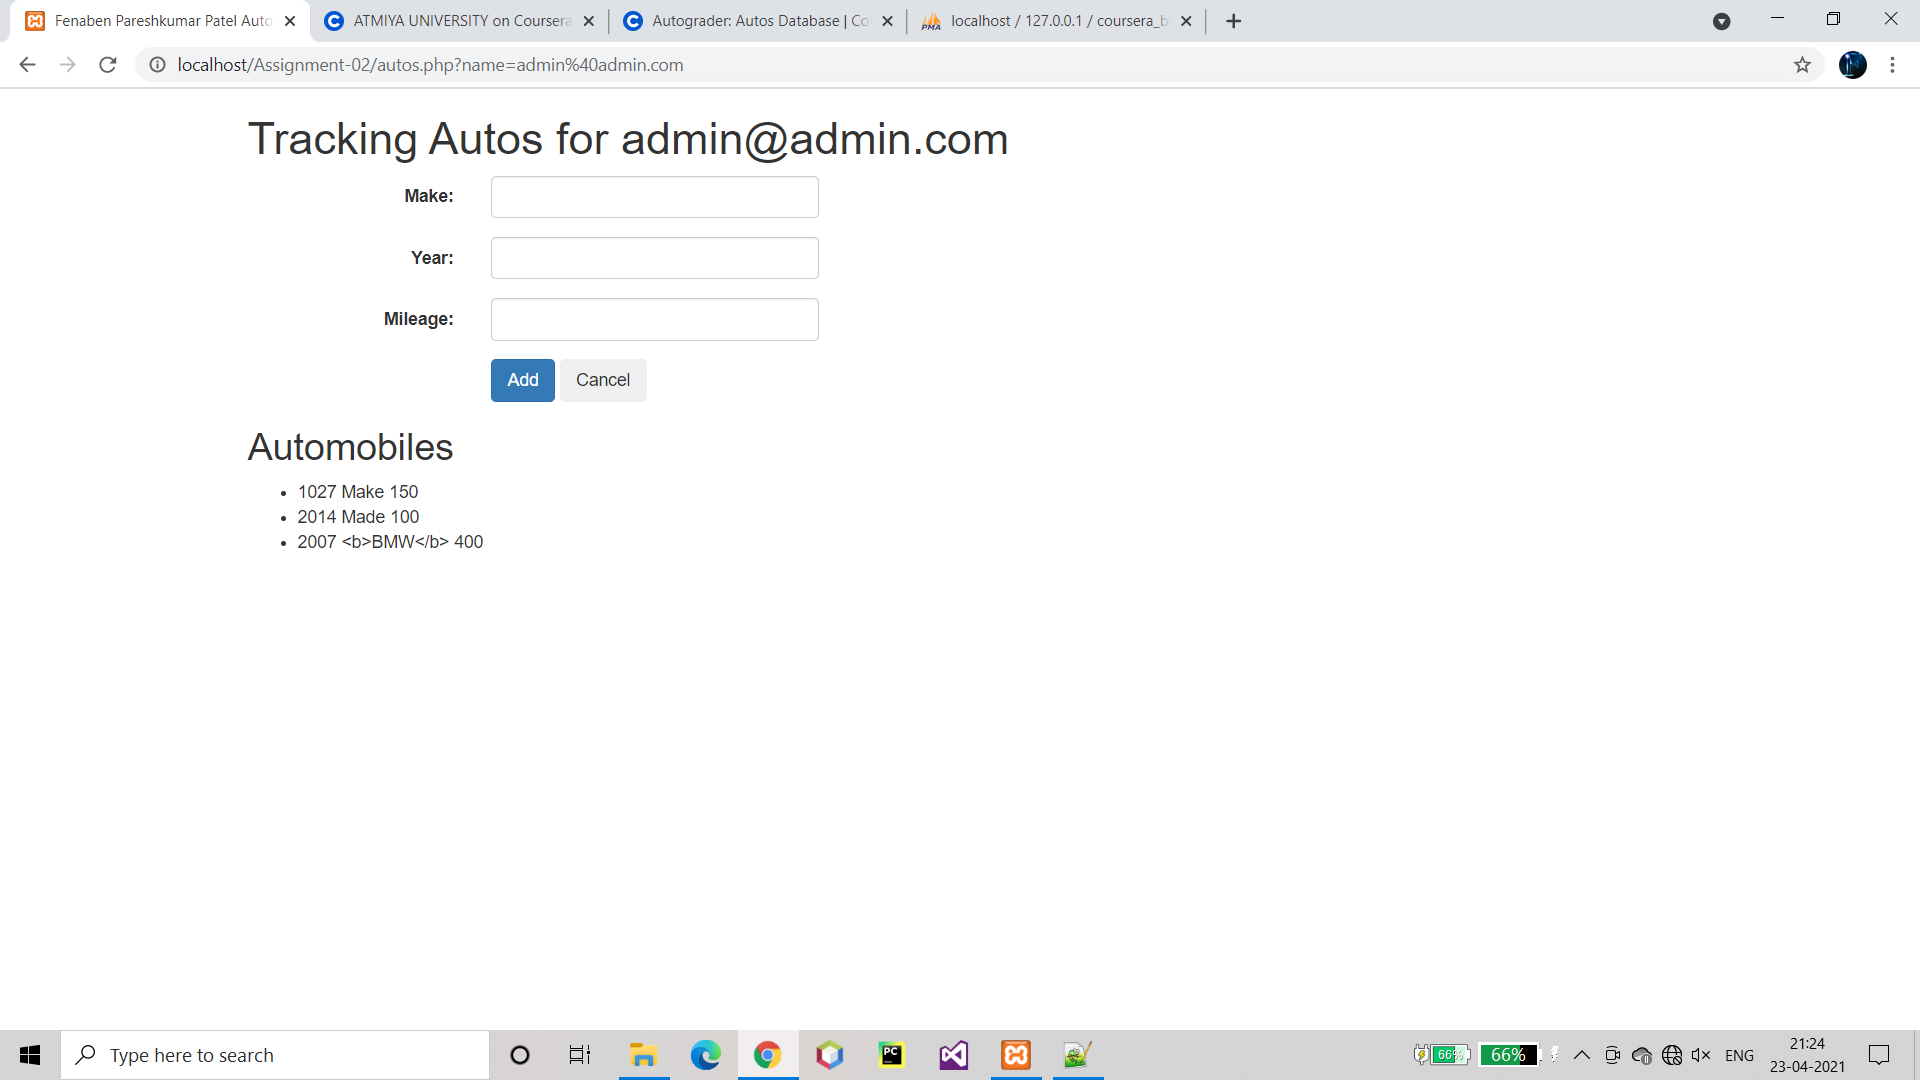 Fenaben Pareshkumar Patel Auto
ATMIYA UNIVERSITY on Coursera
Autograder: Autos Database | Co
PMA
localhost / 127.0.0.1 / coursera_b
localhost/Assignment-02/autos.php?name=admin%40admin.com
Tracking Autos for admin@admin.com
Make:
Year:
Mileage:
Add Cancel
Automobiles
• 1027 Make 150
• 2014 Made 100
• 2007 <b>BMW</b> 400
Type here to search
PC
66%
66%
ENG
21:24
23-04-2021